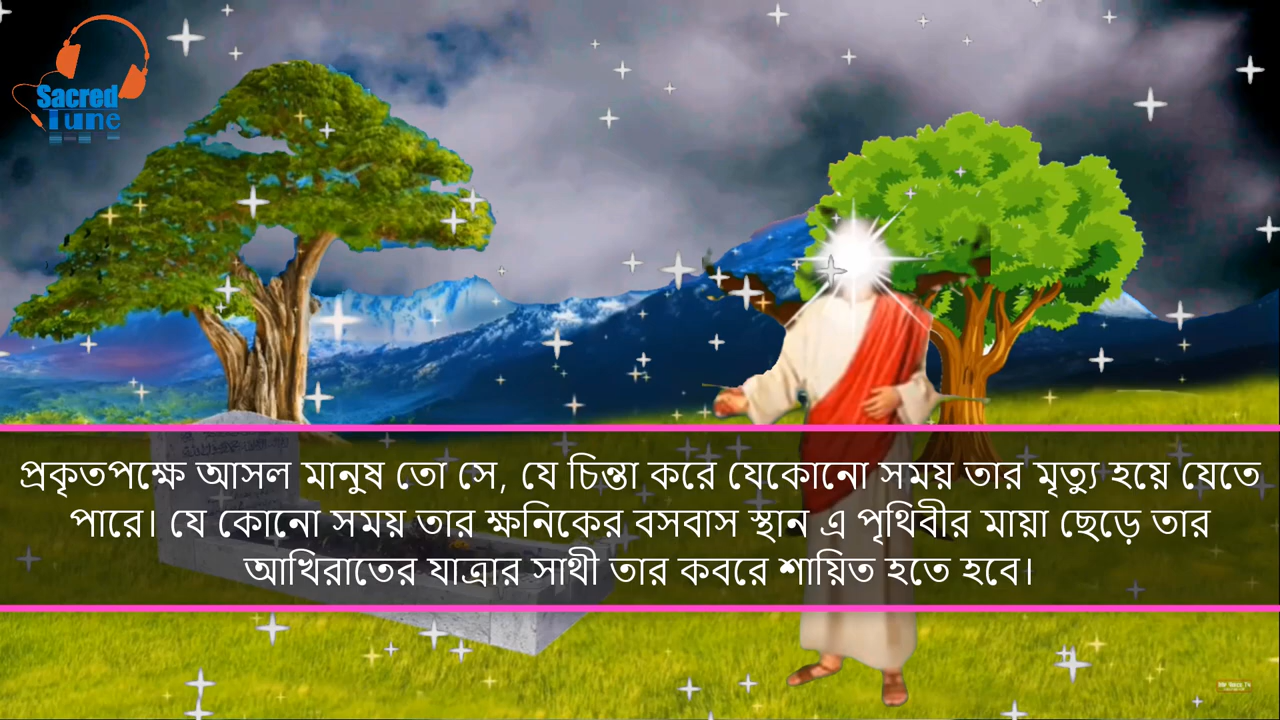 Sacred
Tune
প্রকৃতপক্ষে আসল মানুষ তো সে, যে চিন্তা করে যেকোনো সময় তার মৃত্যু হয়ে যেতে
পারে। যে কোনো সময় তার ক্ষনিকের বসবাস স্থান এ পৃথিবীর মায়া ছেড়ে তার
আখিরাতের যাত্রার সাথী তার কবরে শায়িত হতে হবে।